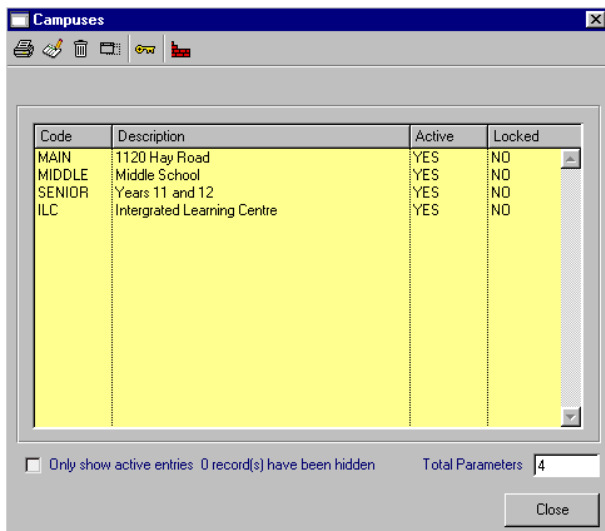 Campuses
Code Description Active Locked
MAIN 1120 Hay Road YES NO
MIDDLE Middle School YES NO
SENIOR Years 11 and 12 YES NO
ILC Intergrated Learning Centre YES NO
Only show active entries 0 record(s) have been hidden Total Parameters 4
Close